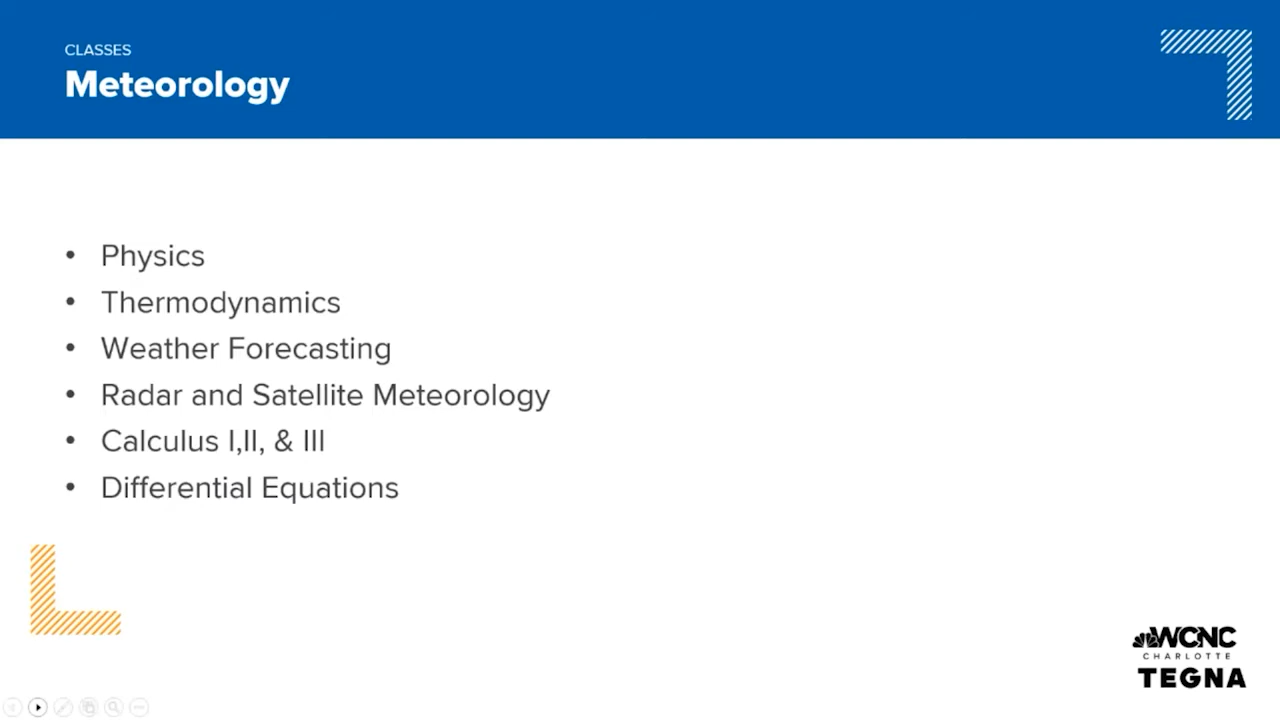 CLASSES
Meteorology
• Physics
• Thermodynamics
• Weather Forecasting
• Radar and Satellite Meteorology
• Calculus I,II, & III
• Differential Equations
WCNC
CHARLOTTE
TEGNA